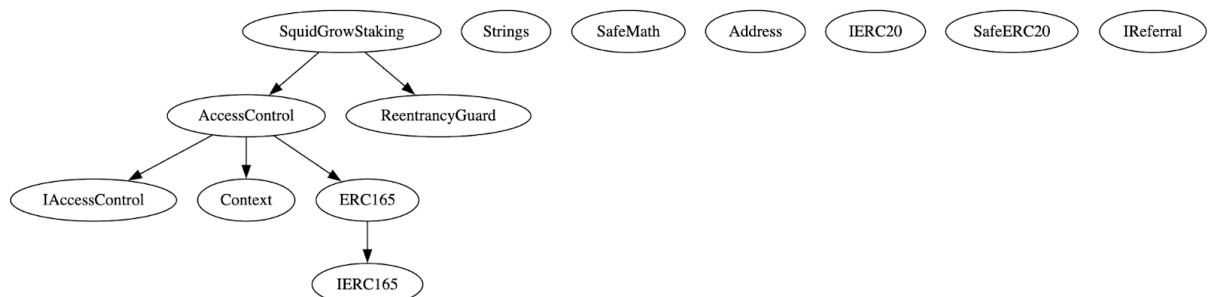 SquidGrowStaking Strings SafeMath Address IERC20 SafeERC20 IReferral
AccessControl ReentrancyGuard
IAccessControl Context ERC165
IERC165